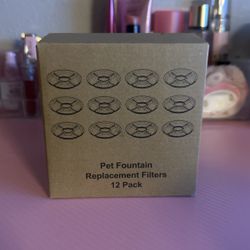 Pet Fountain
Replacement Filters
12 Pack